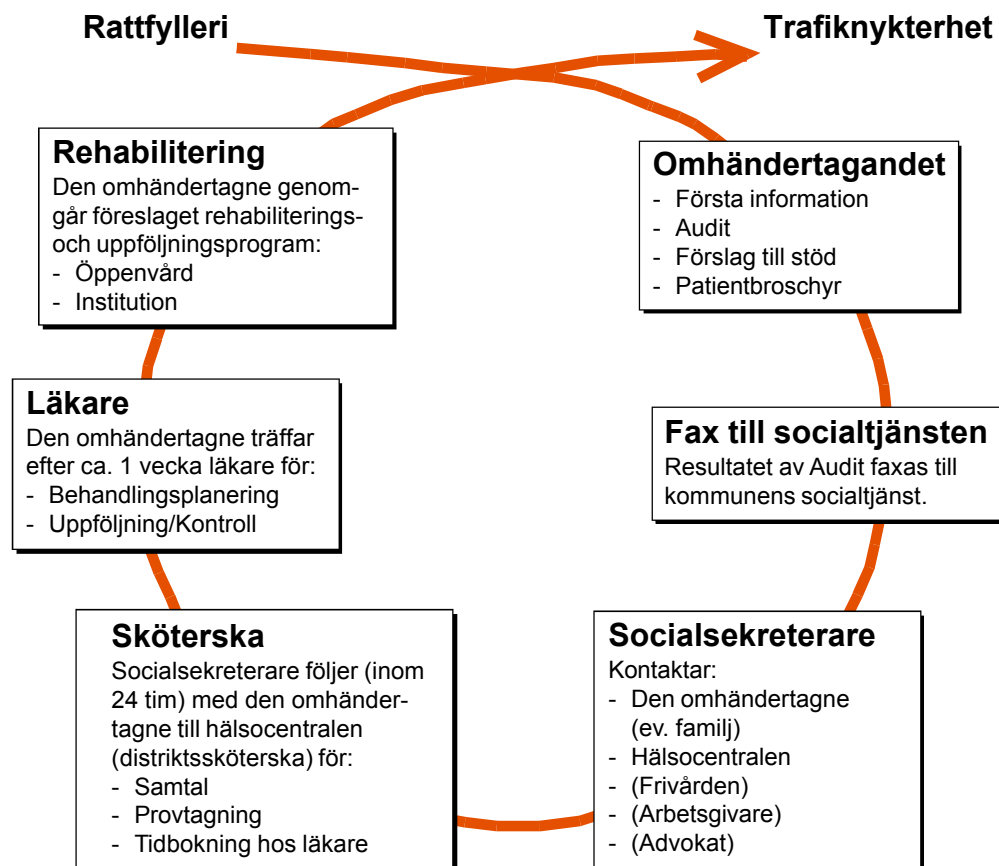 Rattfylleri
Trafiknykterhet
Rehabilitering
Den omhändertagne genom-
går föreslaget rehabiliterings-
och uppföljningsprogram:
- Öppenvård
- Institution
Omhändertagandet
- Första information
- Audit
- Förslag till stöd
- Patientbroschyr
Läkare
Den omhändertagne träffar
efter ca. 1 vecka läkare för:
- Behandlingsplanering
- Uppföljning/Kontroll
Fax till socialtjänsten
Resultatet av Audit faxas till
kommunens socialtjänst.
Sköterska
Socialsekreterare följer (inom
24 tim) med den omhänder-
tagne till hälsocentralen
(distriktssköterska) för:
- Samtal
- Provtagning
- Tidbokning hos läkare
Socialsekreterare
Kontaktar:
- Den omhändertagne
(ev. familj)
- Hälsocentralen
- (Frivården)
- (Arbetsgivare)
- (Advokat)